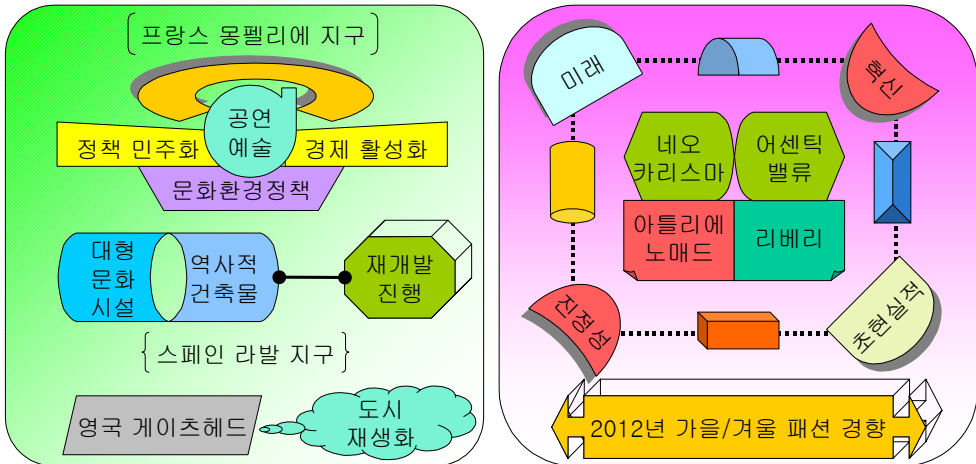 프랑스 몽펠리에 지구
공연
예술
정책 민주화
경제 활성화
문화환경정책
대형
문화
시설
역사적
건축물
재개발
진행
스페인 라발 지구
영국 게이츠헤드
도시
재생화
미래
혁신
네오
카리스마
어센틱
밸류
아틀리에
노매드
리베리
진정성
초현실적
2012년 가을/겨울 패션 경향